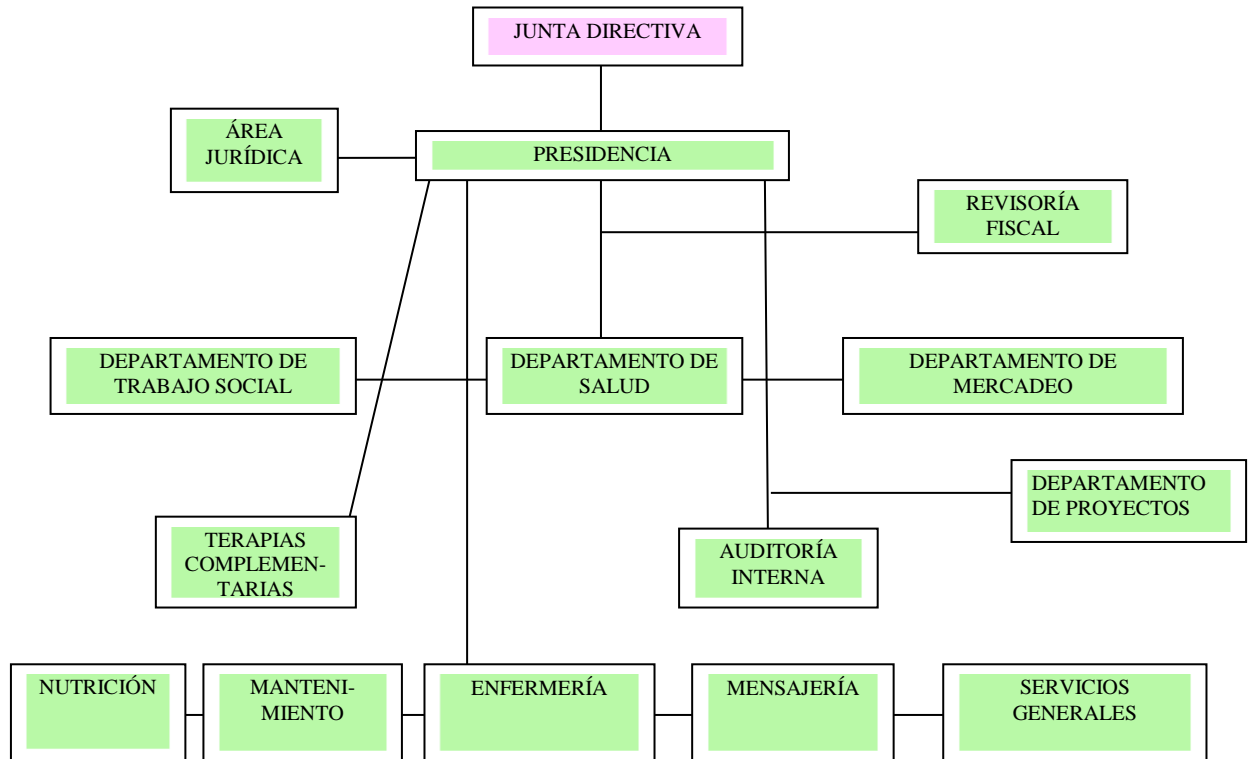 JUNTA DIRECTIVA
ÁREA
JURÍDICA
PRESIDENCIA
REVISORÍA
FISCAL
DEPARTAMENTO DE
TRABAJO SOCIAL
DEPARTAMENTO DE
SALUD
DEPARTAMENTO DE
MERCADEO
DEPARTAMENTO
DE PROYECTOS
TERAPIAS
COMPLEMEN-
TARIAS
AUDITORÍA
INTERNA
NUTRICIÓN
MANTENI-
MIENTO
ENFERMERÍA
MENSAJERÍA
SERVICIOS
GENERALES